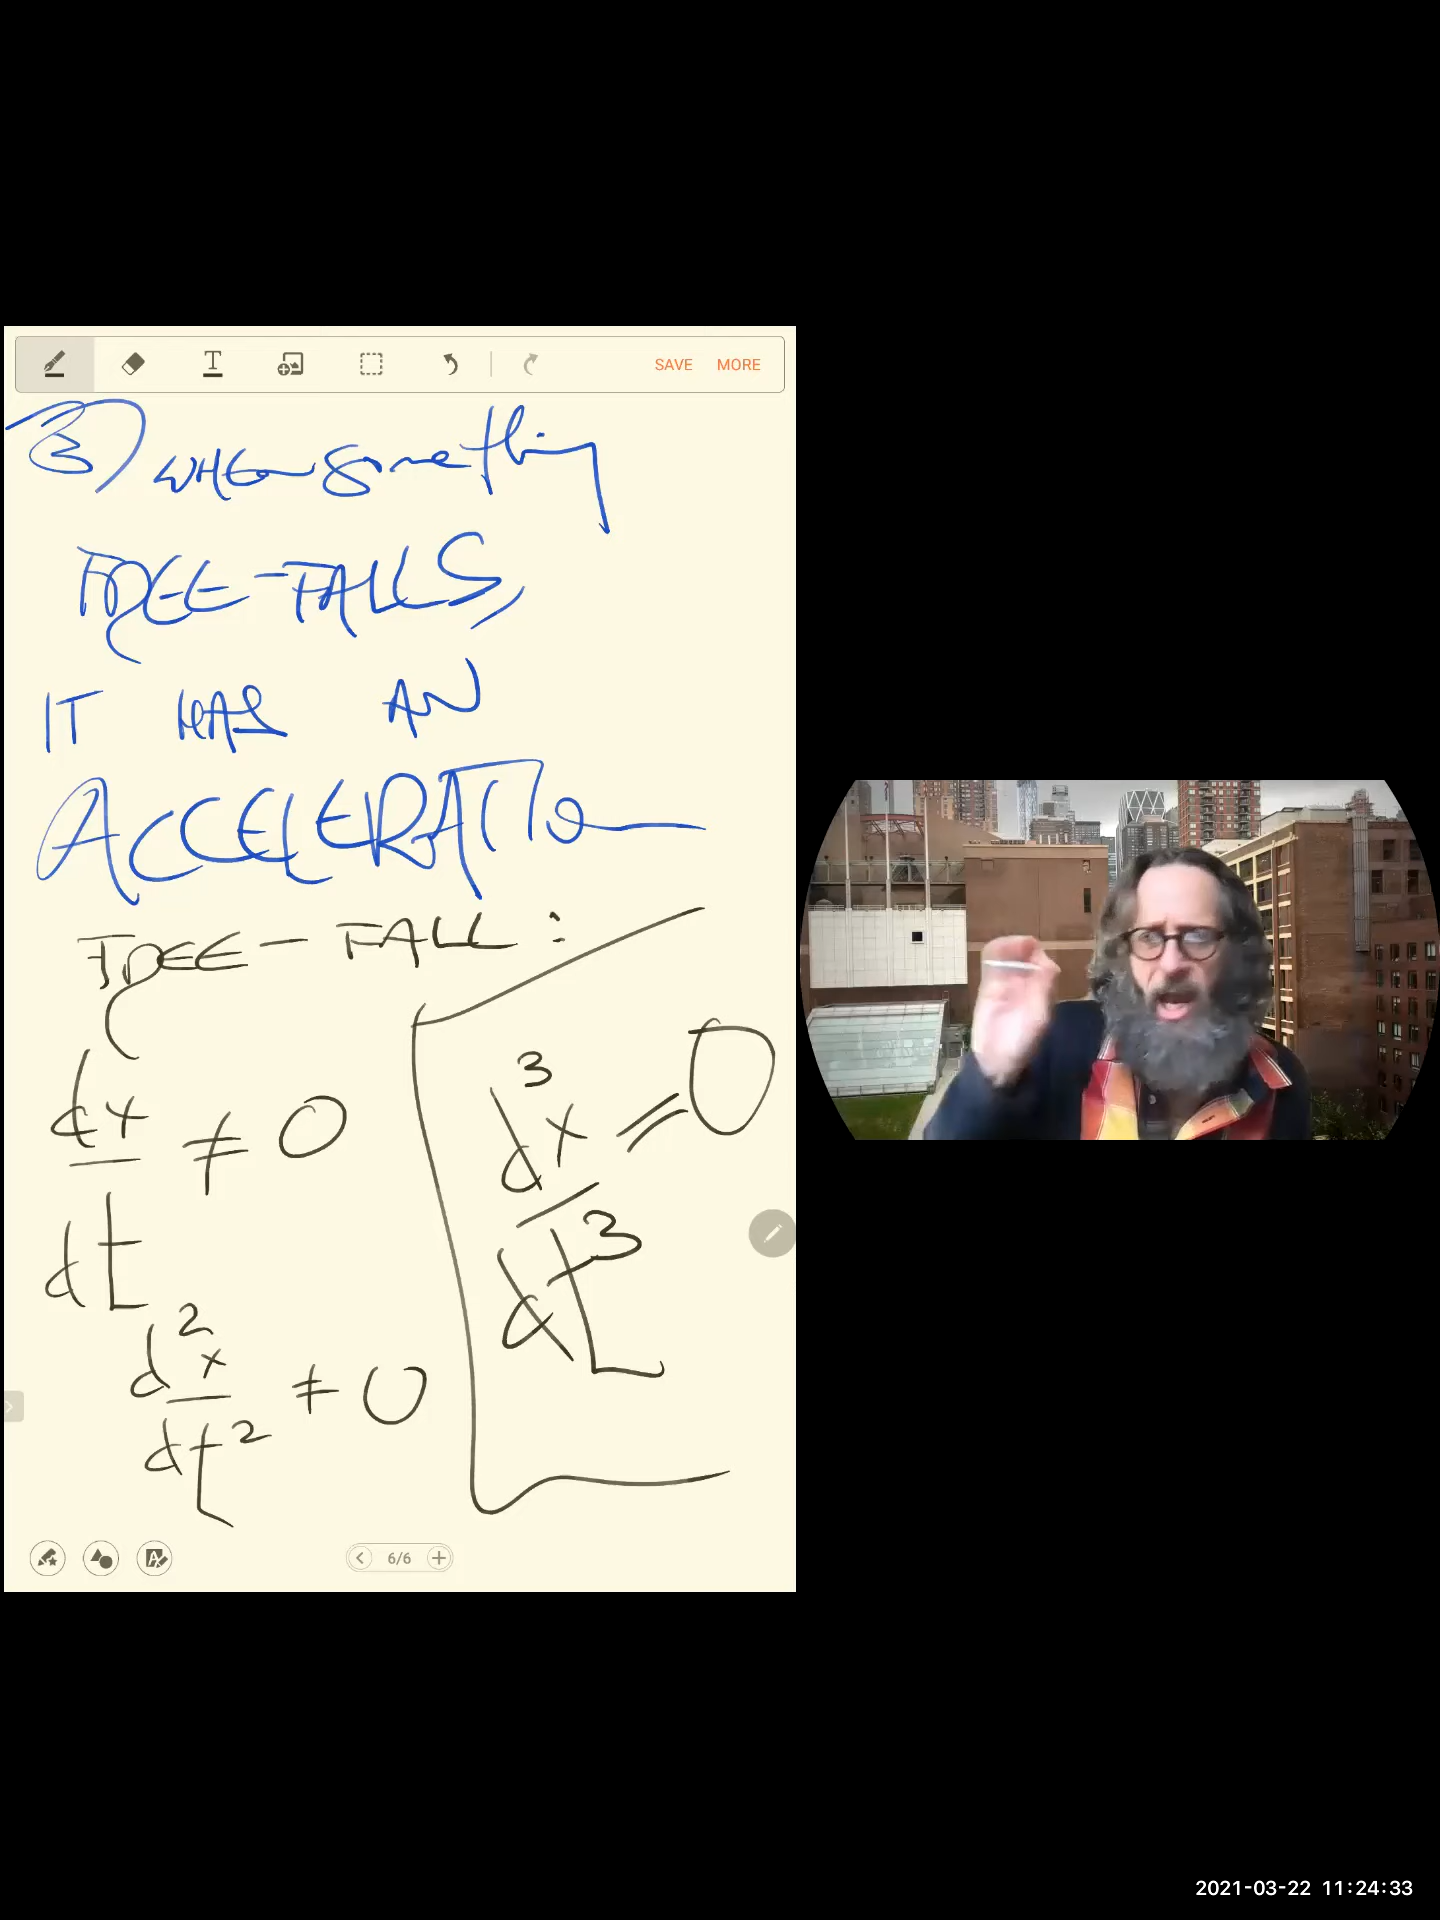 T
SAVE MORE
3) WHEN something
FREE-FALLS,
IT HAS AN
ACCELERATION
FREE-FALL:
dx/dt ≠ 0
d³x/dt³ = 0
d²x/dt² ≠ 0
A
6/6
2021-03-22 11:24:33